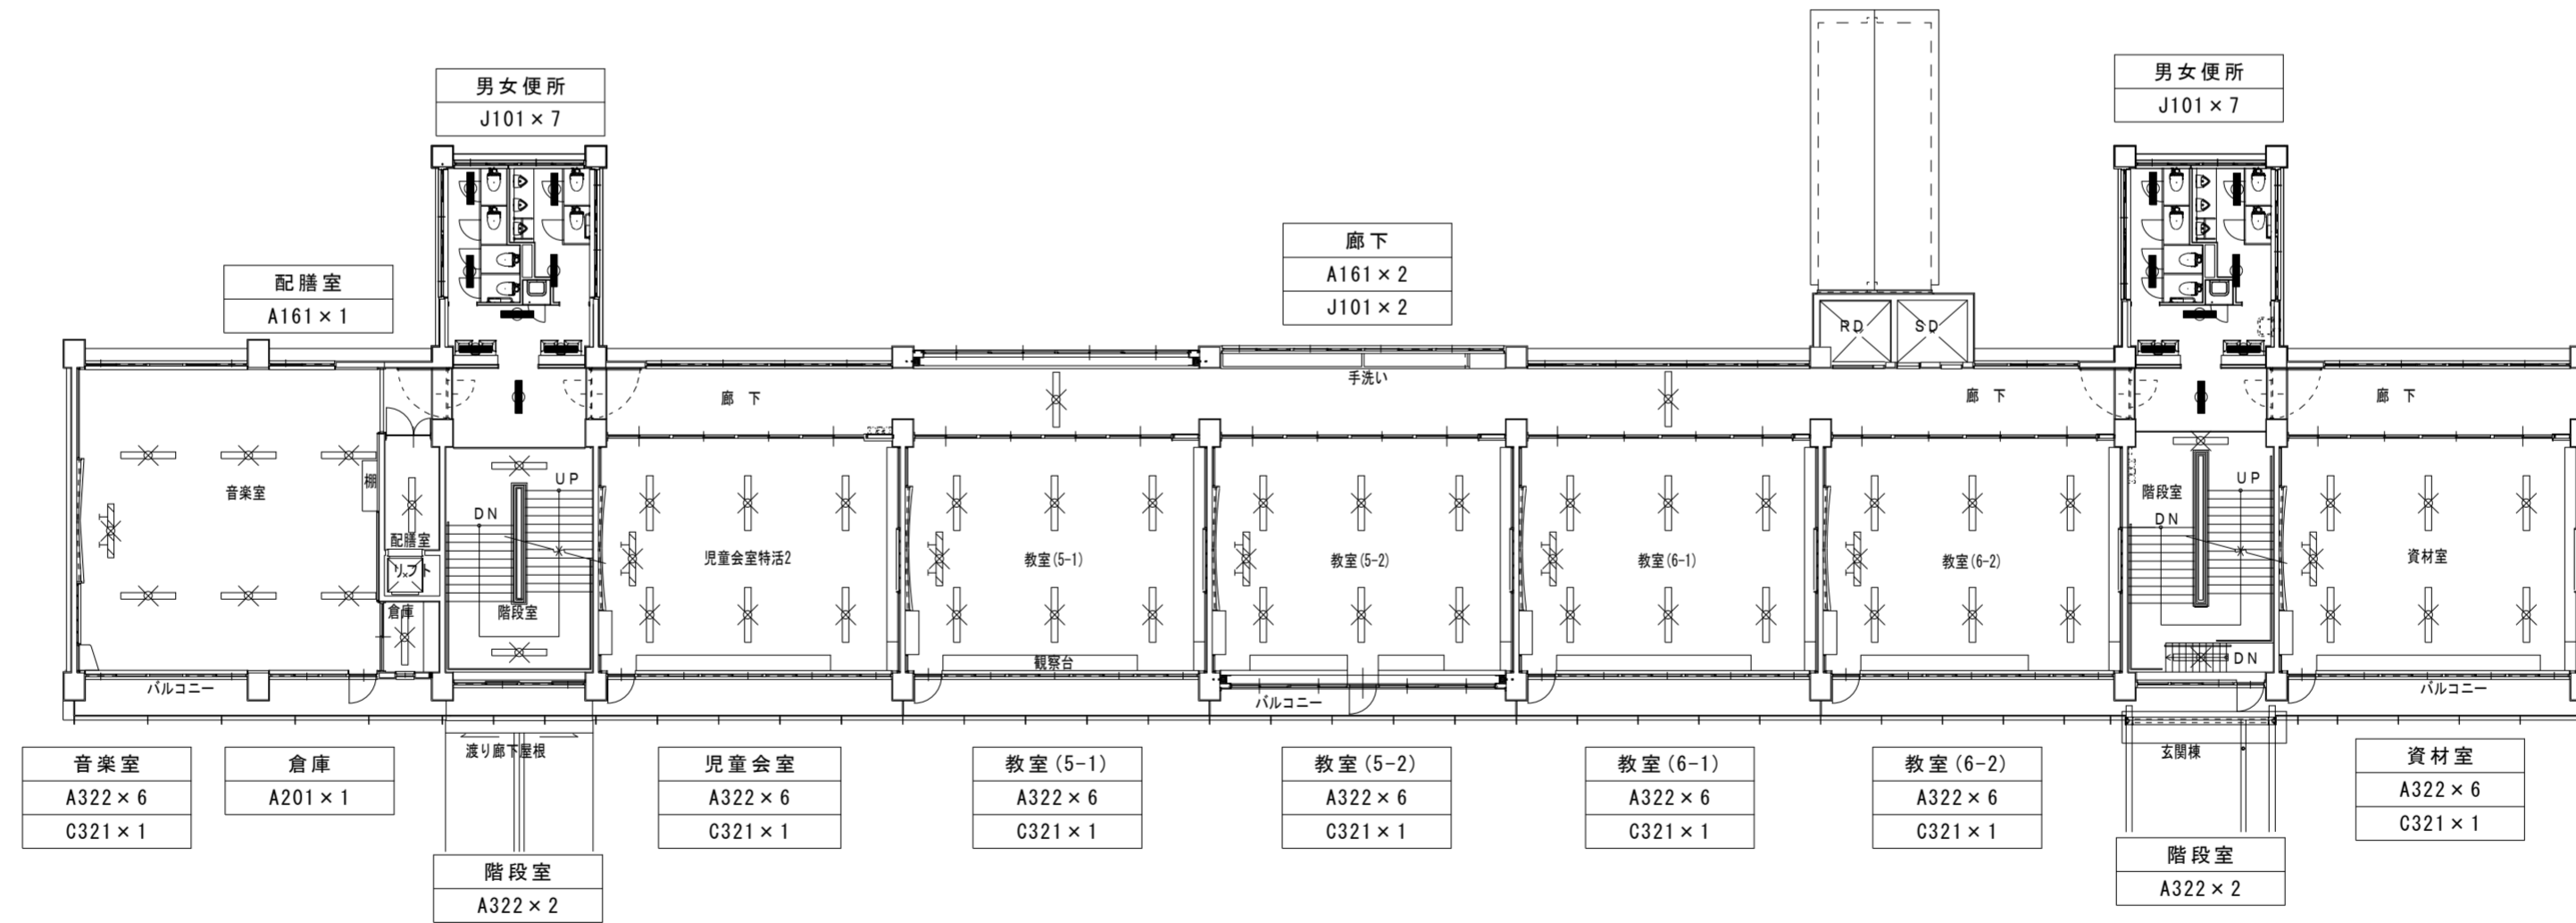 男女便所
J101×7
男女便所
J101×7
廊下
A161×2
J101×2
配膳室
A161×1
RD
SD
手洗い
廊 下
廊 下
廊 下
音楽室
棚
UP
DN
配膳室
リフト
倉庫
階段室
児童会室特活2
教室(5-1)
教室(5-2)
教室(6-1)
教室(6-2)
階段室
UP
DN
資材室
DN
観察台
バルコニー
バルコニー
バルコニー
渡り廊下屋根
玄関棟
音楽室
A322×6
C321×1
倉庫
A201×1
児童会室
A322×6
C321×1
教室(5-1)
A322×6
C321×1
教室(5-2)
A322×6
C321×1
教室(6-1)
A322×6
C321×1
教室(6-2)
A322×6
C321×1
資材室
A322×6
C321×1
階段室
A322×2
階段室
A322×2